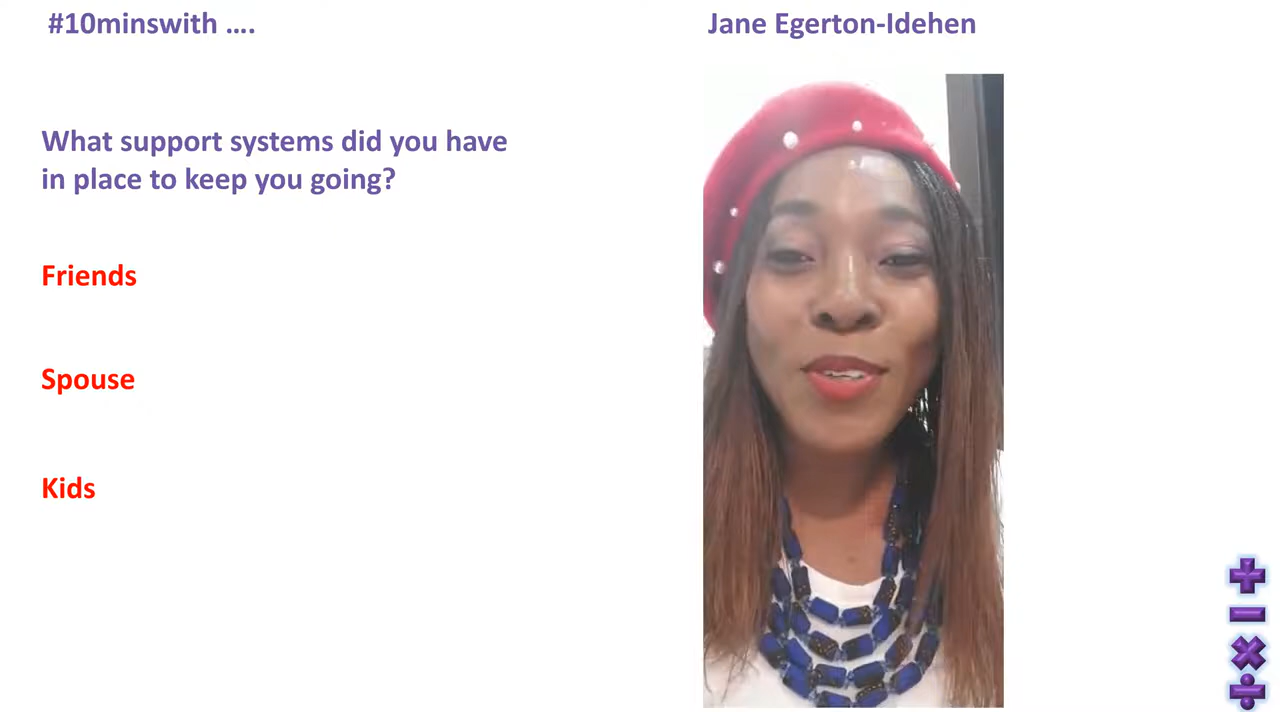 #10minswith ....
Jane Egerton-Idehen
What support systems did you have
in place to keep you going?
Friends
Spouse
Kids